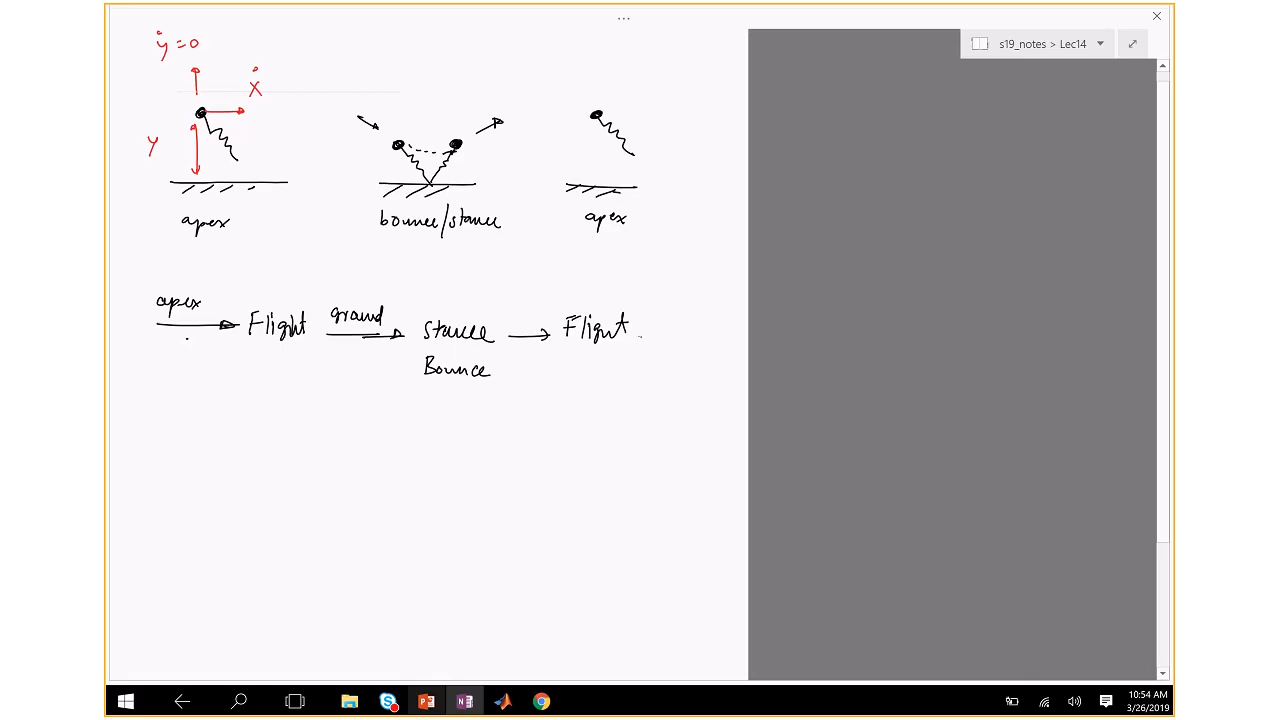 s19_notes > Lec14
ẏ = 0
ẋ
y
apex
bounce/stance
apex
apex
Flight
ground
Stance
Flight
Bounce
10:54 AM
3/26/2019